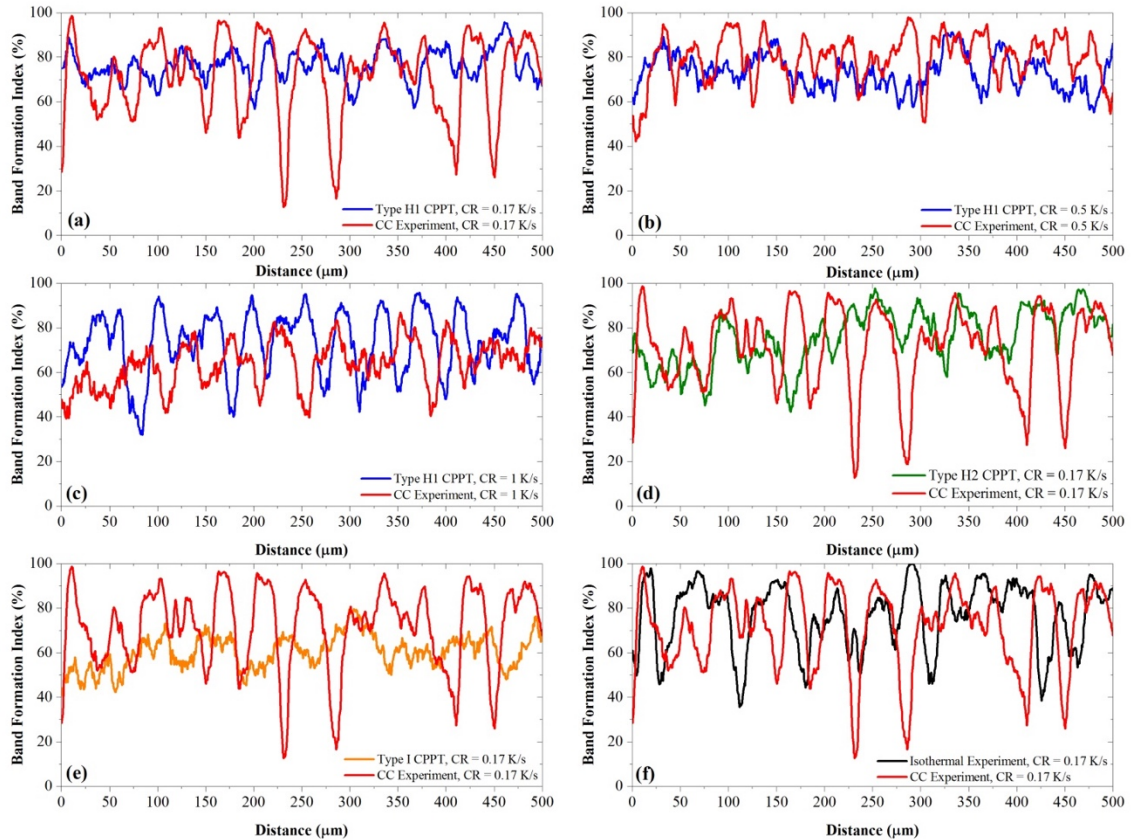 Band Formation Index (%)
100
80
60
40
20
0
(a)
Type H1 CPPT, CR = 0.17 K/s
CC Experiment, CR = 0.17 K/s
0 50 100 150 200 250 300 350 400 450 500
Distance (μm)
Band Formation Index (%)
100
80
60
40
20
0
(b)
Type H1 CPPT, CR = 0.5 K/s
CC Experiment, CR = 0.5 K/s
0 50 100 150 200 250 300 350 400 450 500
Distance (μm)
Band Formation Index (%)
100
80
60
40
20
0
(c)
Type H1 CPPT, CR = 1 K/s
CC Experiment, CR = 1 K/s
0 50 100 150 200 250 300 350 400 450 500
Distance (μm)
Band Formation Index (%)
100
80
60
40
20
0
(d)
Type H2 CPPT, CR = 0.17 K/s
CC Experiment, CR = 0.17 K/s
0 50 100 150 200 250 300 350 400 450 500
Distance (μm)
Band Formation Index (%)
100
80
60
40
20
0
(e)
Type I CPPT, CR = 0.17 K/s
CC Experiment, CR = 0.17 K/s
0 50 100 150 200 250 300 350 400 450 500
Distance (μm)
Band Formation Index (%)
100
80
60
40
20
0
(f)
Isothermal Experiment, CR = 0.17 K/s
CC Experiment, CR = 0.17 K/s
0 50 100 150 200 250 300 350 400 450 500
Distance (μm)